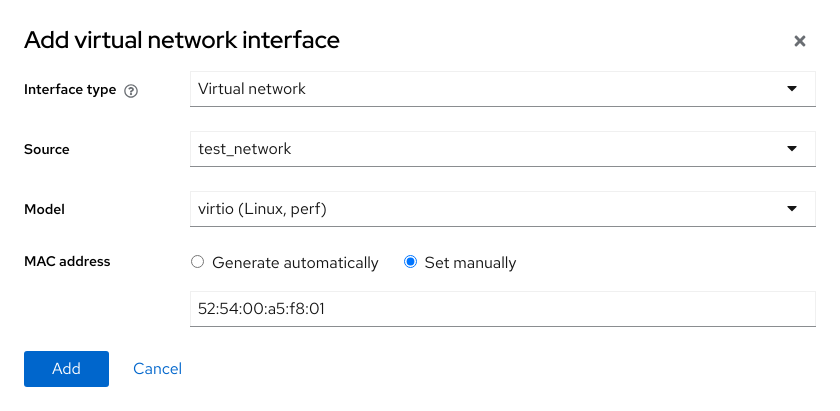 Add virtual network interface
Interface type
Virtual network
Source
test_network
Model
virtio (Linux, perf)
MAC address
Generate automatically
Set manually
52:54:00:a5:f8:01
Add
Cancel